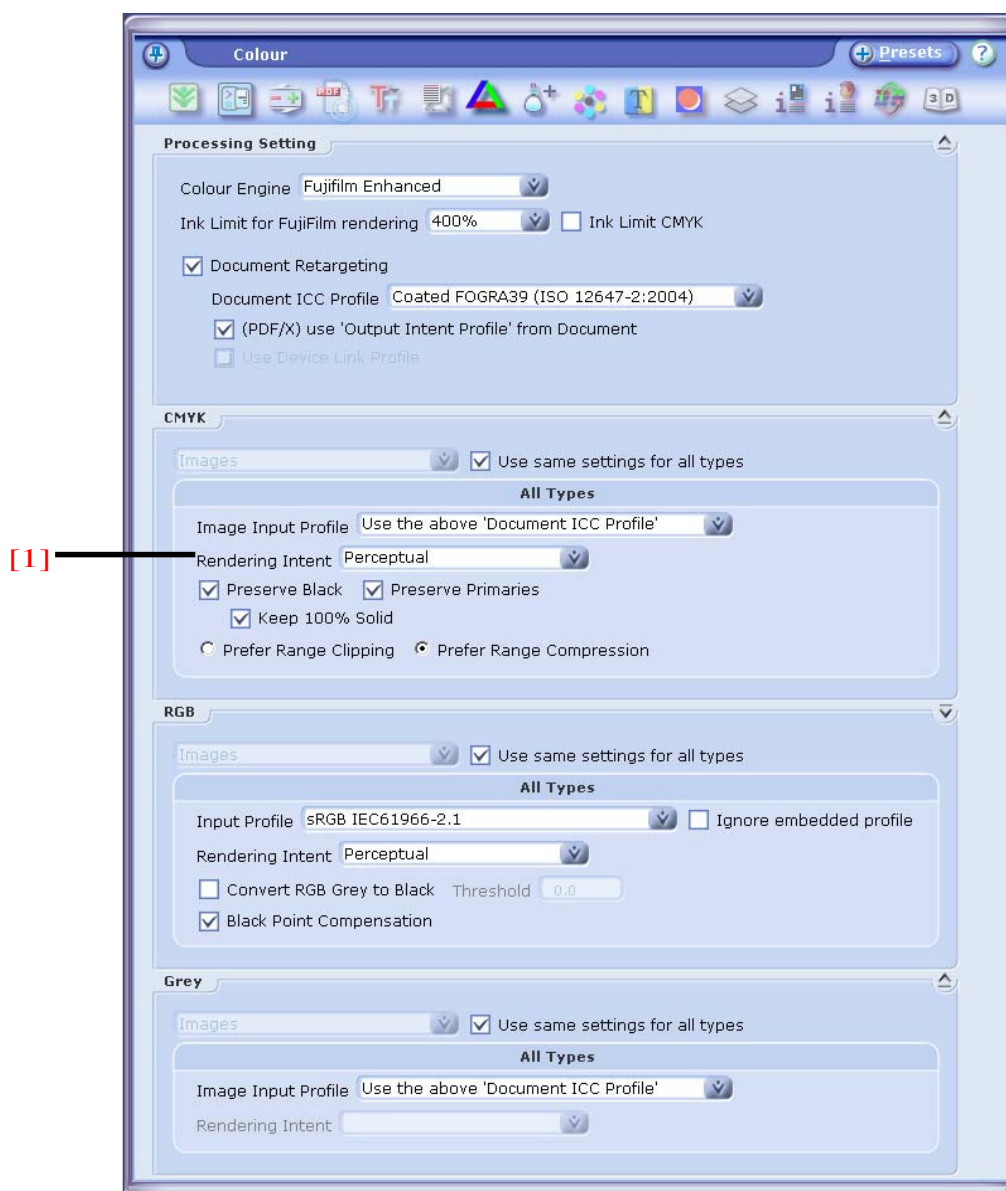 Colour
Presets ?
PDF T T i i 3 D
Processing Setting
Colour Engine Fujifilm Enhanced
Ink Limit for FujiFilm rendering 400% Ink Limit CMYK
Document Retargeting
Document ICC Profile Coated FOGRA39 (ISO 12647-2:2004)
(PDF/X) use 'Output Intent Profile' from Document
Use Device Link Profile
CMYK
Images Use same settings for all types
All Types
Image Input Profile Use the above 'Document ICC Profile'
[1] Rendering Intent Perceptual
Preserve Black Preserve Primaries
Keep 100% Solid
Prefer Range Clipping Prefer Range Compression
RGB
Images Use same settings for all types
All Types
Input Profile sRGB IEC61966-2.1 Ignore embedded profile
Rendering Intent Perceptual
Convert RGB Grey to Black Threshold 0.0
Black Point Compensation
Grey
Images Use same settings for all types
All Types
Image Input Profile Use the above 'Document ICC Profile'
Rendering Intent